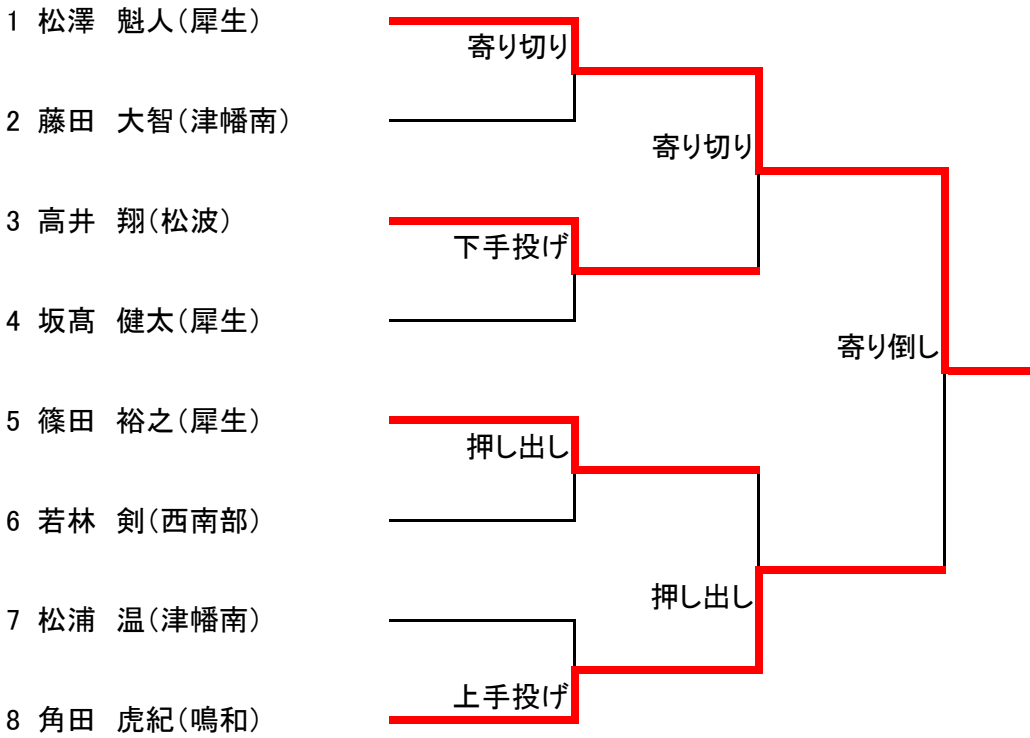 1 松澤　魁人（犀生）
寄り切り
2 藤田　大智（津幡南）
寄り切り
3 高井　翔（松波）
下手投げ
4 坂髙　健太（犀生）
寄り倒し
5 篠田　裕之（犀生）
押し出し
6 若林　剣（西南部）
押し出し
7 松浦　温（津幡南）
上手投げ
8 角田　虎紀（鳴和）